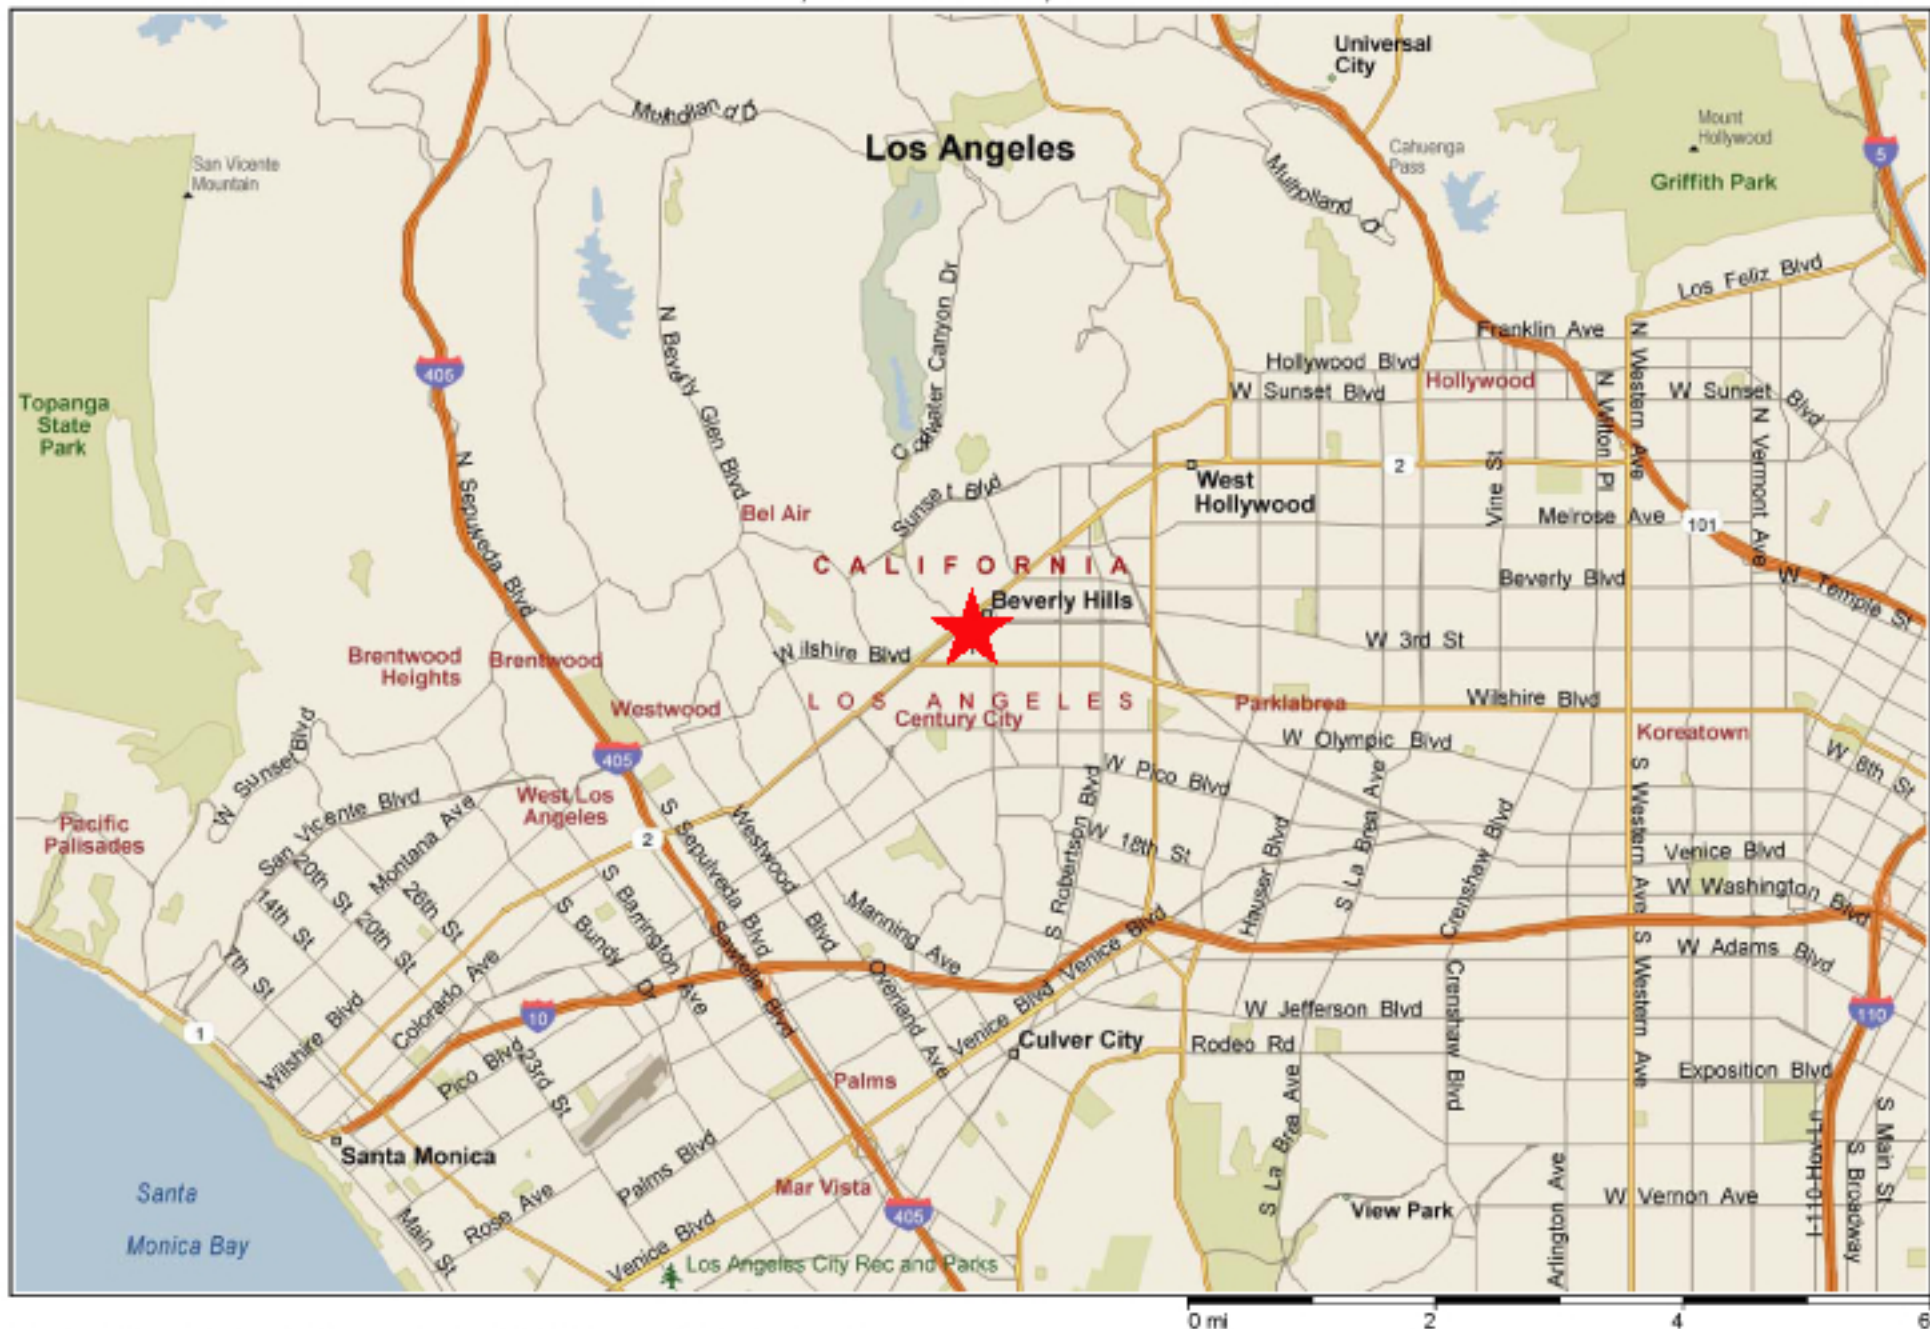 Universal
City
Mulholland Dr
Los Angeles
Mount
Hollywood
Cahuenga
Pass
5
San Vicente
Mountain
Griffith Park
Mulholland D
Los Feliz Blvd
N Beverly Glen Blvd
Coldwater Canyon Dr
Franklin Ave
N Western Ave
405
Hollywood Blvd
Hollywood
W Sunset Blvd
N Wilton Pl
W Sunset Blvd
Topanga
State
Park
N Vermont Ave
N Sepulveda Blvd
2
West
Hollywood
Vine St
Sunset Blvd
Bel Air
Melrose Ave
101
CALIFORNIA
Beverly Blvd
W Temple St
Beverly Hills
W 3rd St
Brentwood
Heights
Brentwood
Wilshire Blvd
Westwood
LOS ANGELES
Century City
Parklabrea
Wilshire Blvd
Koreatown
W Sunset Blvd
405
W Olympic Blvd
W Pico Blvd
W 8th St
West Los
Angeles
San Vicente Blvd
Montana Ave
Pacific
Palisades
2
S Sepulveda Blvd
Westwood Blvd
S Robertson Blvd
W 18th St
Hauser Blvd
S La Brea Ave
Crenshaw Blvd
S Western Ave
Venice Blvd
W Washington Blvd
20th St
20th St
26th St
14th St
7th St
S Barrington Ave
S Bundy Dr
Manning Ave
Sawtelle Blvd
Overland Ave
Venice Blvd
W Adams Blvd
Colorado Ave
Wilshire Blvd
1
10
Venice Blvd
W Jefferson Blvd
Crenshaw Blvd
S Western Ave
110
Culver City
Rodeo Rd
Pico Blvd
23rd St
Palms
Exposition Blvd
S La Brea Ave
Santa Monica
Palms Blvd
Mar Vista
Santa
Monica Bay
Main St
Rose Ave
Venice Blvd
405
View Park
Arlington Ave
W Vernon Ave
S Broadway
S Main St
Los Angeles City Rec and Parks
0 mi 2 4